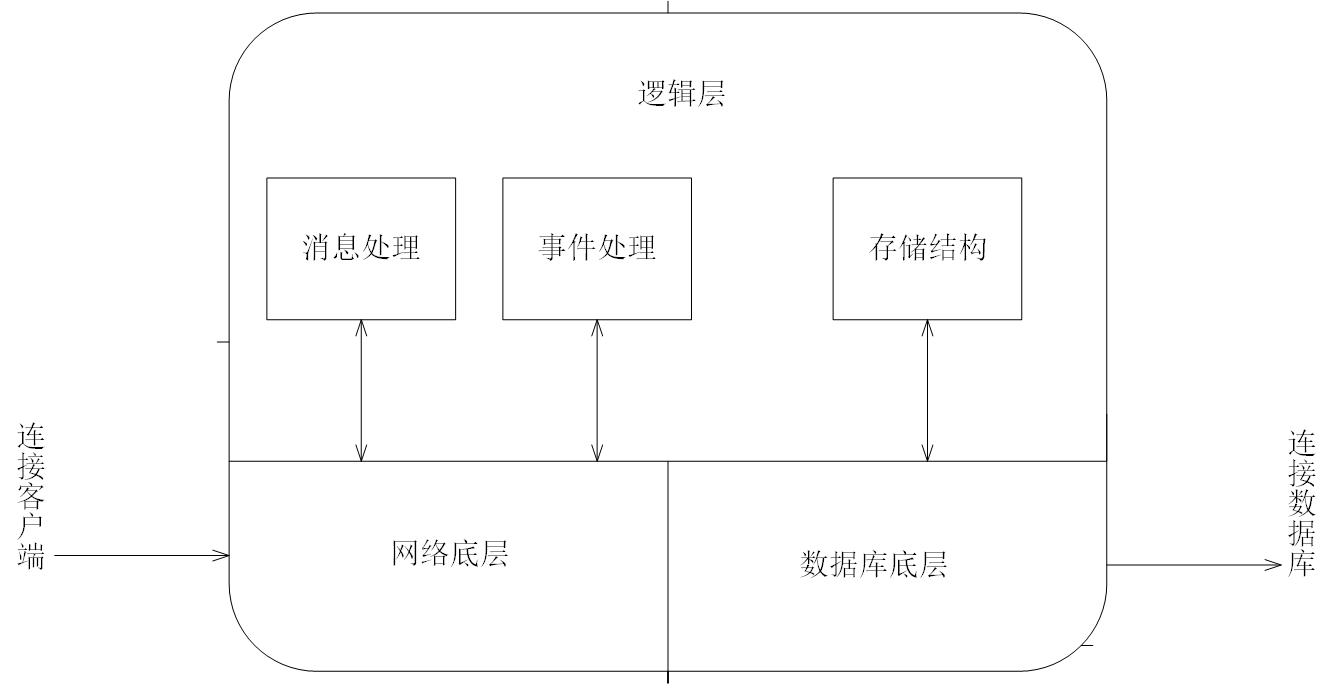 逻辑层
消息处理
事件处理
存储结构
连接客户端
网络底层
数据库底层
连接数据库